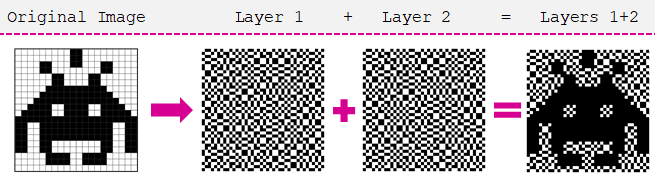 Original Image Layer 1 + Layer 2 = Layers 1+2